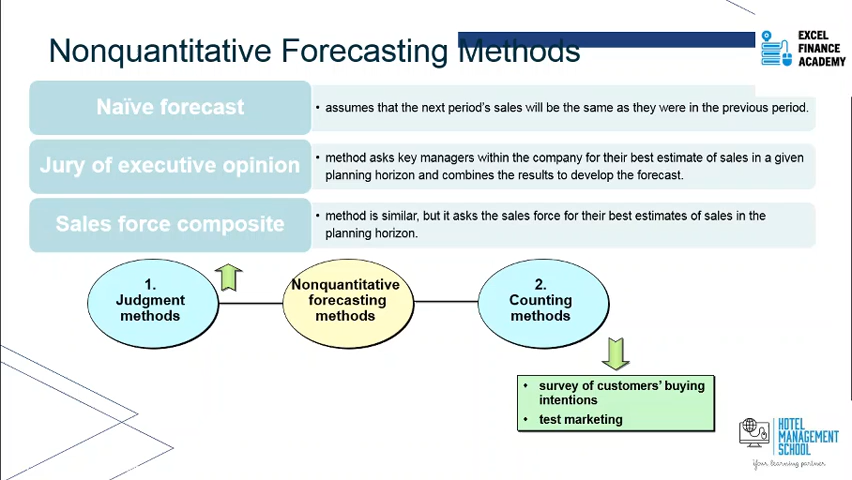 Nonquantitative Forecasting Methods
EXCEL
FINANCE
ACADEMY
Naïve forecast
• assumes that the next period's sales will be the same as they were in the previous period.
Jury of executive opinion
• method asks key managers within the company for their best estimate of sales in a given
planning horizon and combines the results to develop the forecast.
Sales force composite
• method is similar, but it asks the sales force for their best estimates of sales in the
planning horizon.
1.
Judgment
methods
Nonquantitative
forecasting
methods
2.
Counting
methods
• survey of customers' buying
intentions
• test marketing
HOTEL
MANAGEMENT
SCHOOL
your learning partner